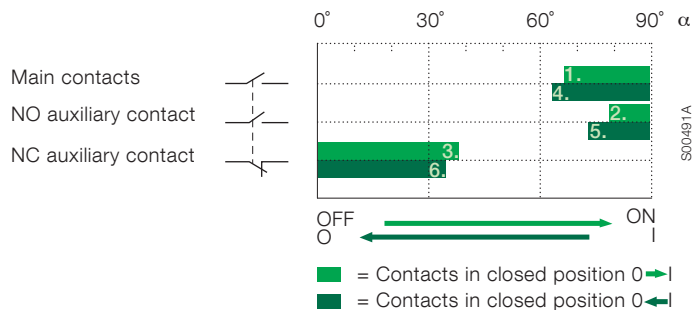 0° 30° 60° 90° α
Main contacts
1.
4.
NO auxiliary contact
2.
5.
NC auxiliary contact
3.
6.
S00491A
OFF ON
O I
= Contacts in closed position 0 I
= Contacts in closed position 0 I